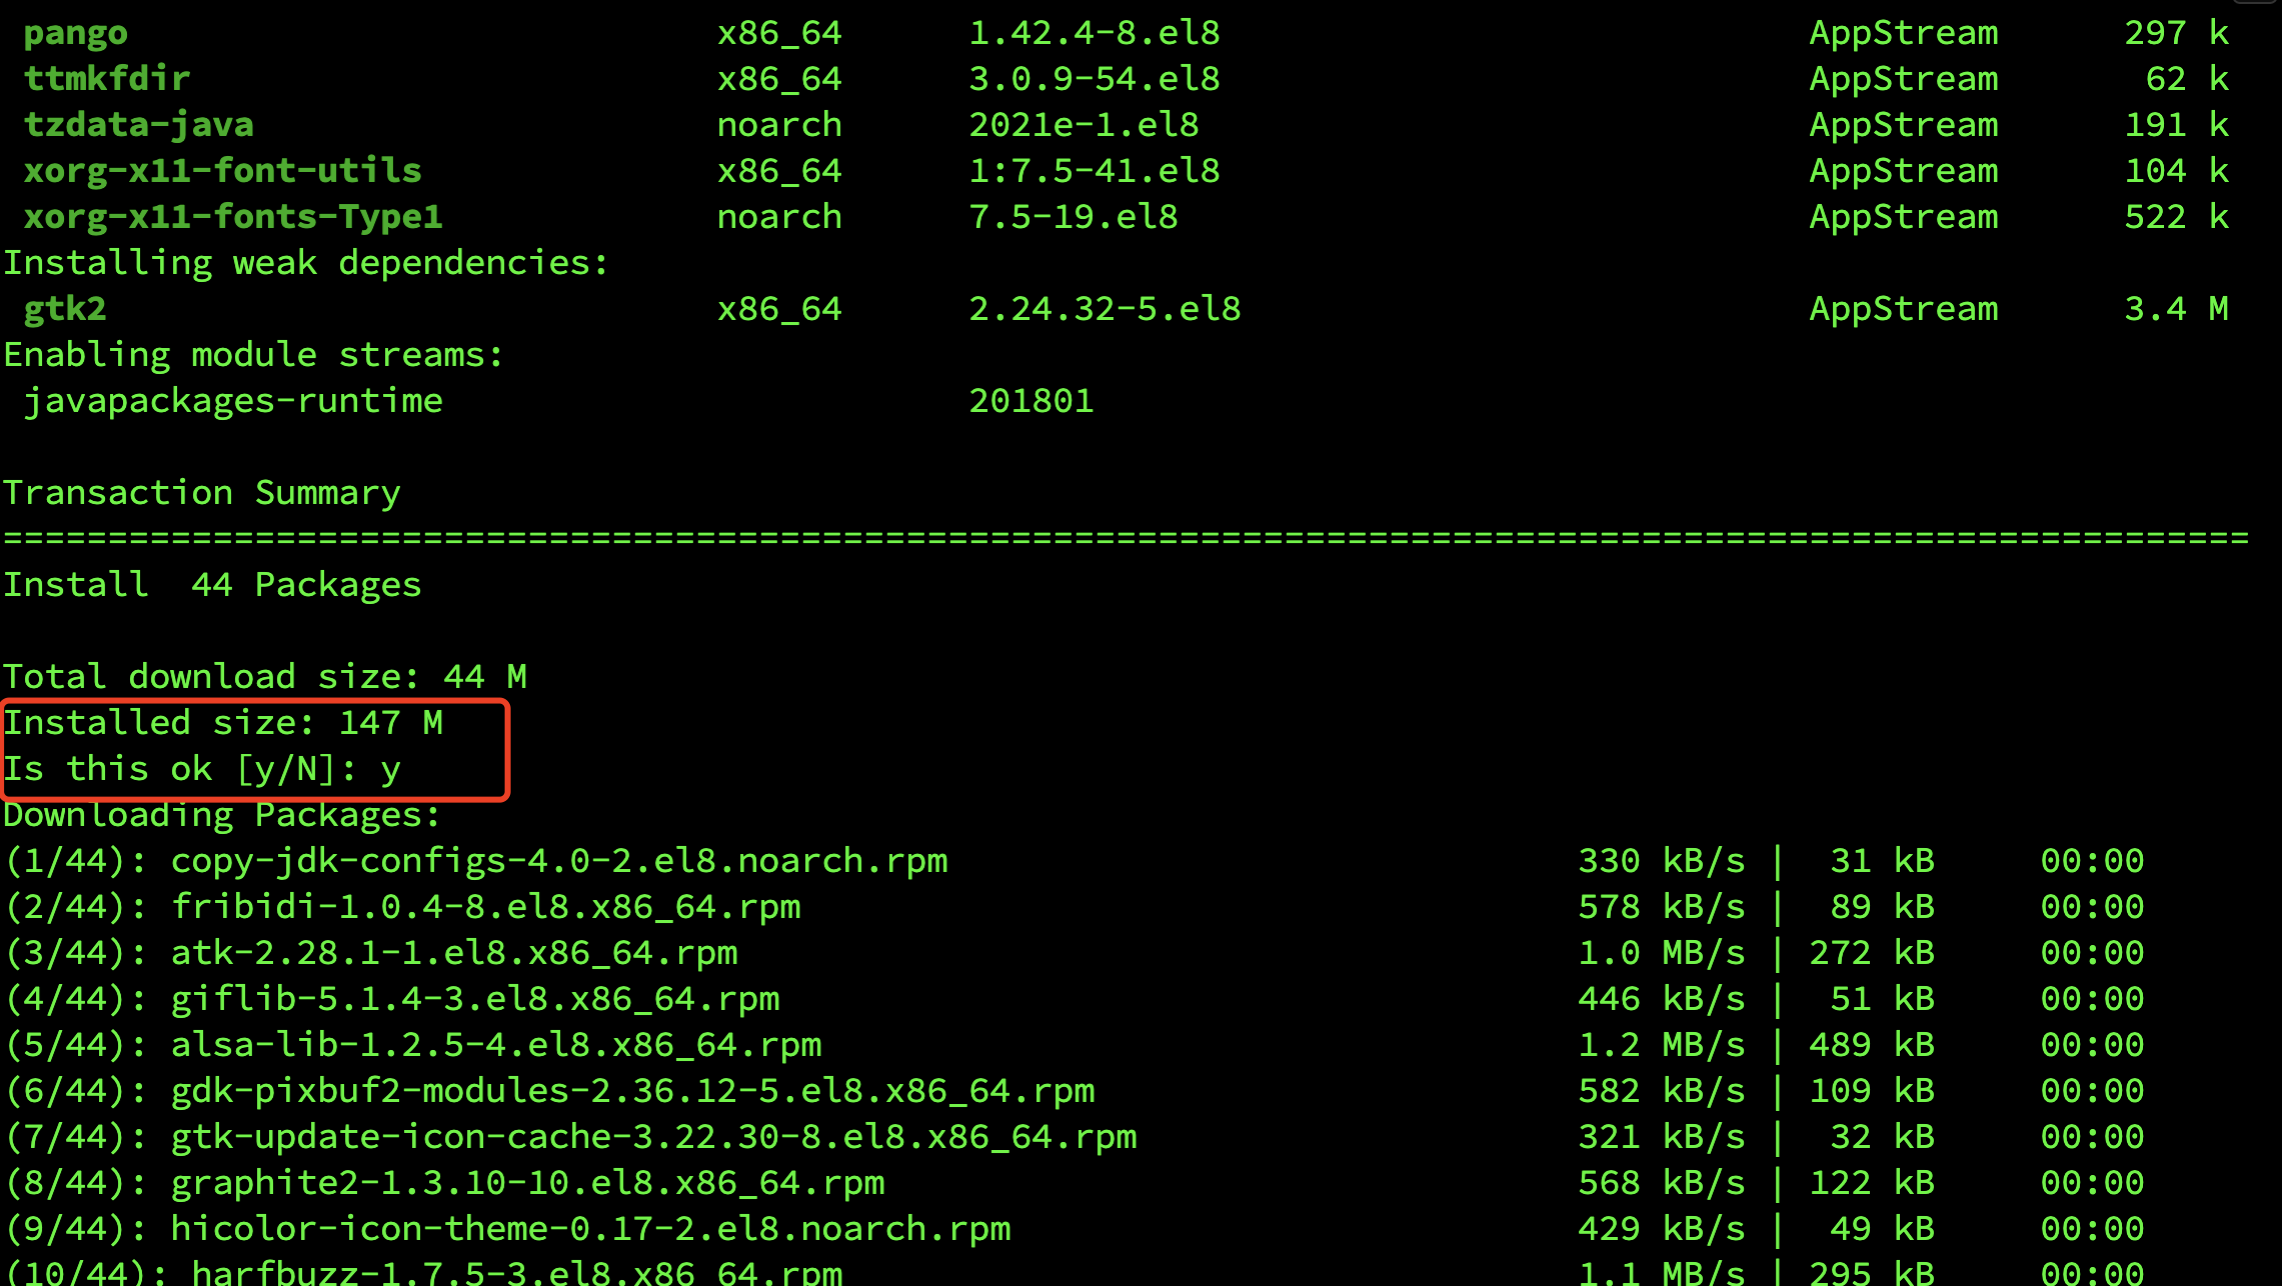 pango x86_64 1.42.4-8.el8 AppStream 297 k
ttmkfdir x86_64 3.0.9-54.el8 AppStream 62 k
tzdata-java noarch 2021e-1.el8 AppStream 191 k
xorg-x11-font-utils x86_64 1:7.5-41.el8 AppStream 104 k
xorg-x11-fonts-Type1 noarch 7.5-19.el8 AppStream 522 k
Installing weak dependencies:
gtk2 x86_64 2.24.32-5.el8 AppStream 3.4 M
Enabling module streams:
javapackages-runtime 201801
Transaction Summary
===========================================================================================================
Install  44 Packages
Total download size: 44 M
Installed size: 147 M
Is this ok [y/N]: y
Downloading Packages:
(1/44): copy-jdk-configs-4.0-2.el8.noarch.rpm 330 kB/s | 31 kB 00:00
(2/44): fribidi-1.0.4-8.el8.x86_64.rpm 578 kB/s | 89 kB 00:00
(3/44): atk-2.28.1-1.el8.x86_64.rpm 1.0 MB/s | 272 kB 00:00
(4/44): giflib-5.1.4-3.el8.x86_64.rpm 446 kB/s | 51 kB 00:00
(5/44): alsa-lib-1.2.5-4.el8.x86_64.rpm 1.2 MB/s | 489 kB 00:00
(6/44): gdk-pixbuf2-modules-2.36.12-5.el8.x86_64.rpm 582 kB/s | 109 kB 00:00
(7/44): gtk-update-icon-cache-3.22.30-8.el8.x86_64.rpm 321 kB/s | 32 kB 00:00
(8/44): graphite2-1.3.10-10.el8.x86_64.rpm 568 kB/s | 122 kB 00:00
(9/44): hicolor-icon-theme-0.17-2.el8.noarch.rpm 429 kB/s | 49 kB 00:00
(10/44): harfbuzz-1.7.5-3.el8.x86_64.rpm 1.1 MB/s | 295 kB 00:00